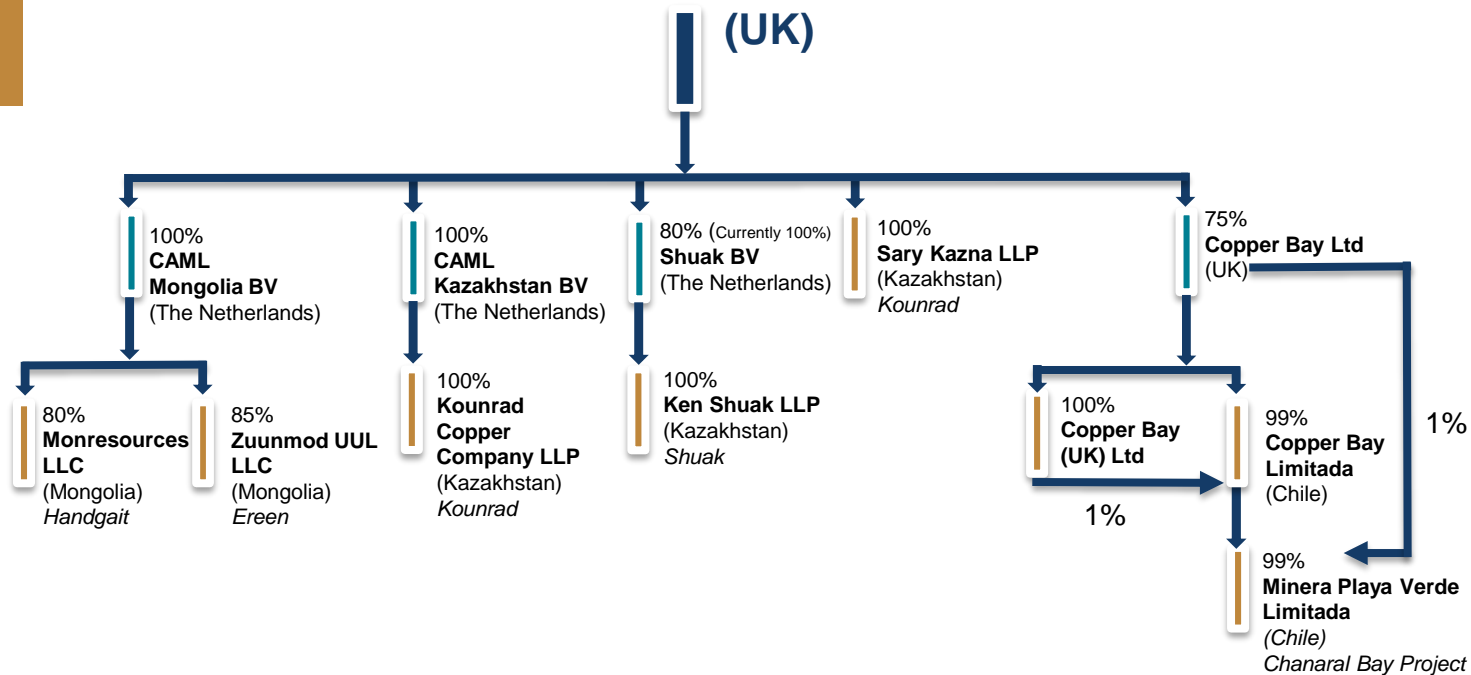 (UK)
100%
CAML
Mongolia BV
(The Netherlands)
100%
CAML
Kazakhstan BV
(The Netherlands)
80% (Currently 100%)
Shuak BV
(The Netherlands)
100%
Sary Kazna LLP
(Kazakhstan)
Kounrad
75%
Copper Bay Ltd
(UK)
80%
Monresources
LLC
(Mongolia)
Handgait
85%
Zuunmod UUL
LLC
(Mongolia)
Ereen
100%
Kounrad
Copper
Company LLP
(Kazakhstan)
Kounrad
100%
Ken Shuak LLP
(Kazakhstan)
Shuak
100%
Copper Bay
(UK) Ltd
1%
99%
Copper Bay
Limitada
(Chile)
1%
99%
Minera Playa Verde
Limitada
(Chile)
Chanaral Bay Project